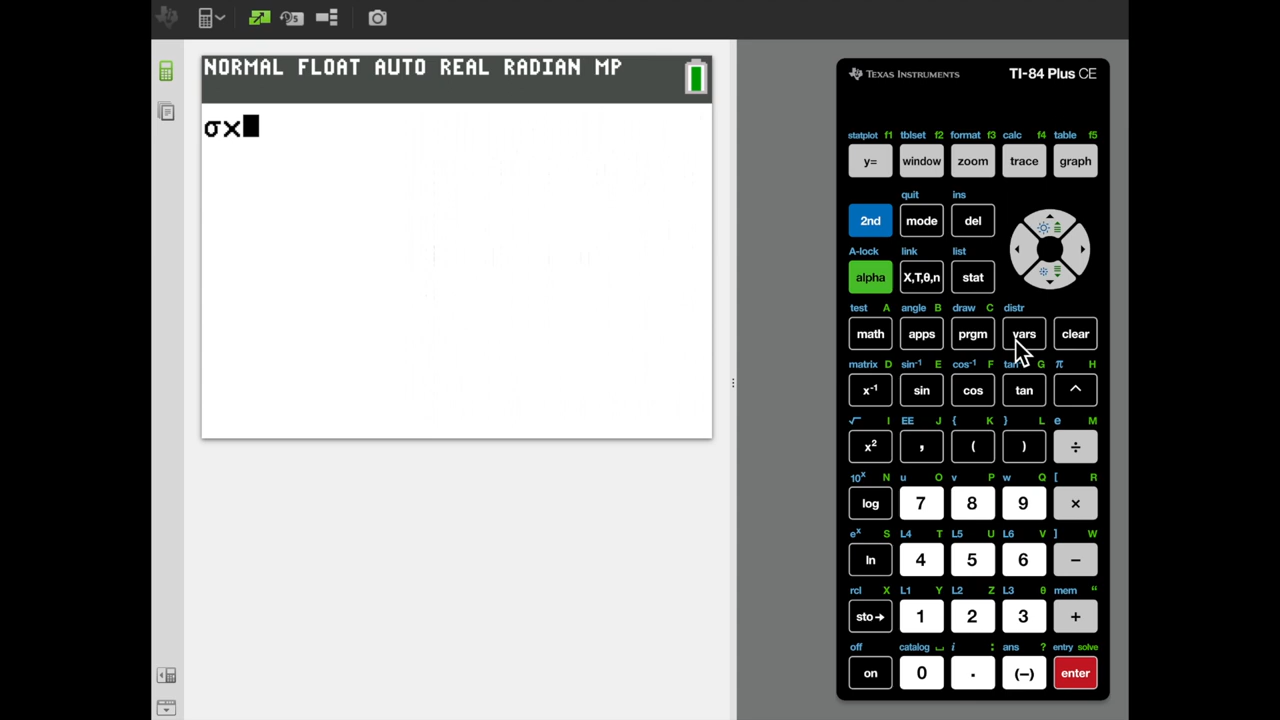 NORMAL FLOAT AUTO REAL RADIAN MP
σx
TEXAS INSTRUMENTS TI-84 Plus CE
statplot f1 tblset f2 format f3 calc f4 table f5
y= window zoom trace graph
quit ins
2nd mode del
A-lock link list
alpha X,T,θ,n stat
test A angle B draw C distr
math apps prgm vars clear
matrix D sin⁻¹ E cos⁻¹ F tan⁻¹ G π H
x⁻¹ sin cos tan ^
√ I EE J { K } L e M
x² , ( ) ÷
10ˣ N u O v P w Q [ R
log 7 8 9 ×
eˣ S L4 T L5 U L6 V ] W
ln 4 5 6 −
rcl X L1 Y L2 Z L3 θ mem “
sto→ 1 2 3 +
off catalog ⎵ i : ans ? entry solve
on 0 . (−) enter